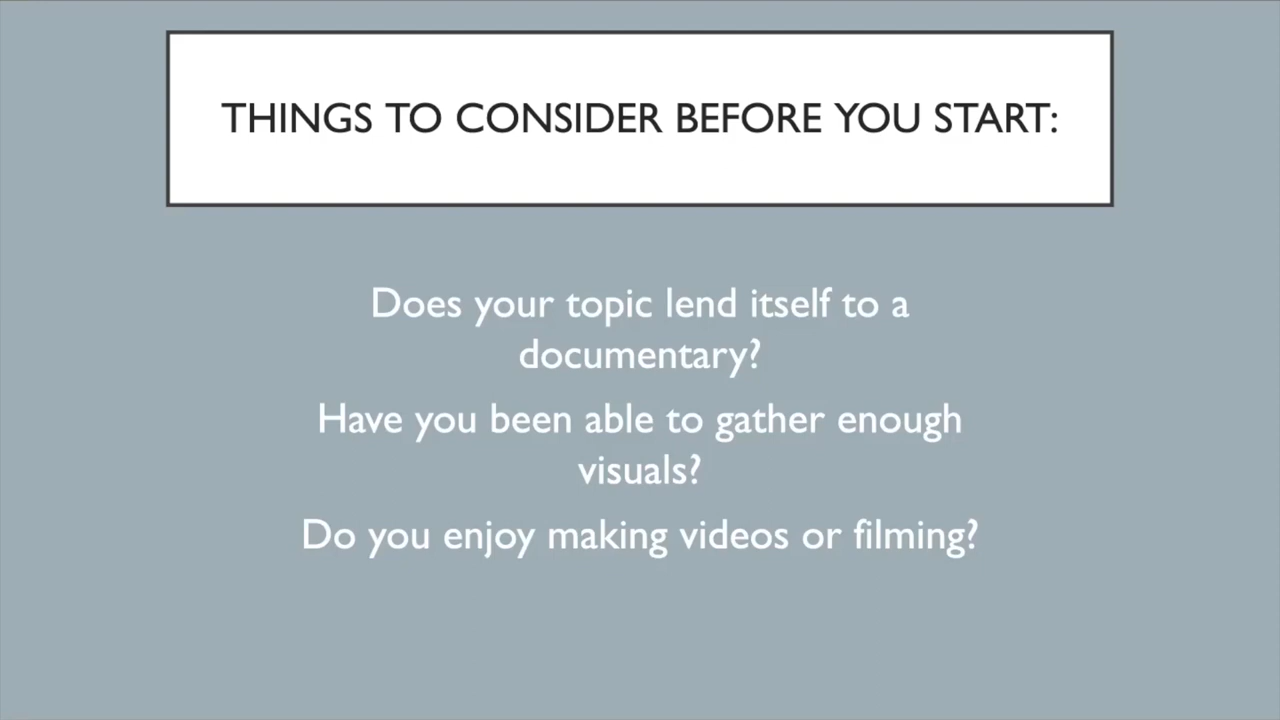 THINGS TO CONSIDER BEFORE YOU START:
Does your topic lend itself to a
documentary?
Have you been able to gather enough
visuals?
Do you enjoy making videos or filming?